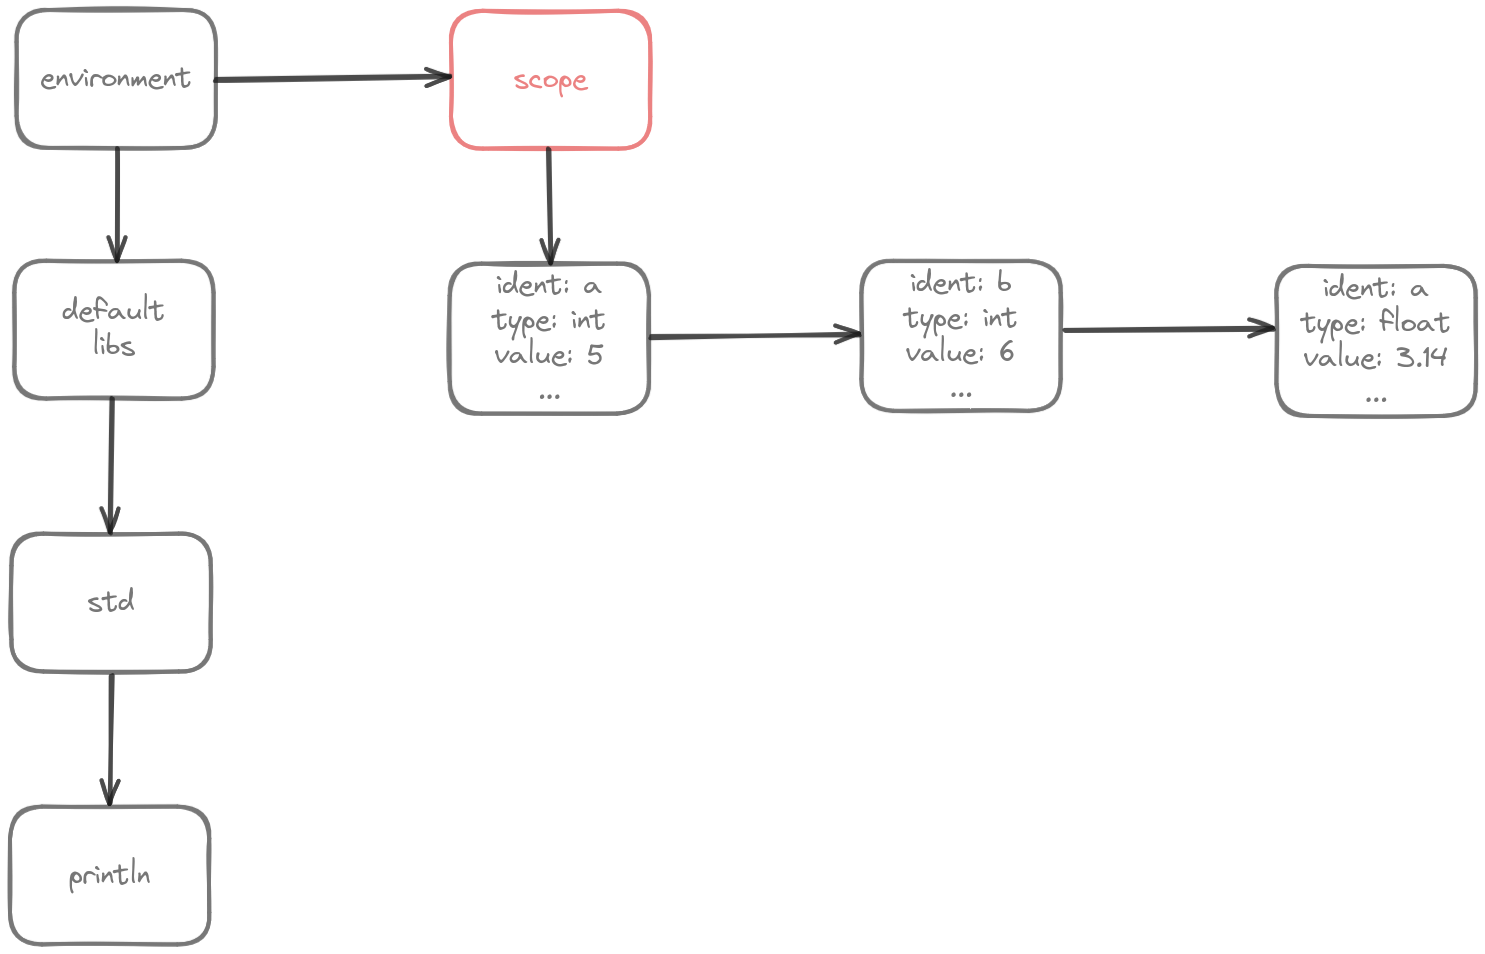 environment
scope
default
libs
ident: a
type: int
value: 5
...
ident: b
type: int
value: 6
...
ident: a
type: float
value: 3.14
...
std
println